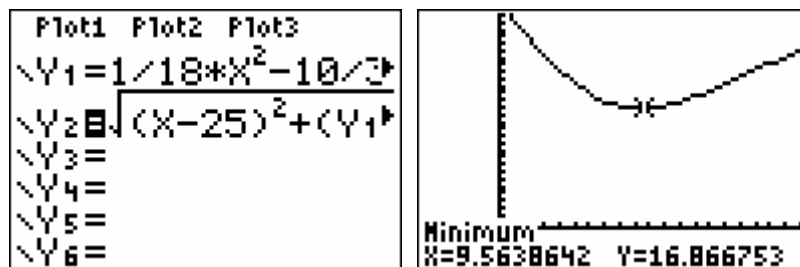 Plot1 Plot2 Plot3
\Y1=1/18*X²-10/3▶
\Y2=√(X-25)²+(Y1▶
\Y3=
\Y4=
\Y5=
\Y6=
Minimum
X=9.5638642 Y=16.866753